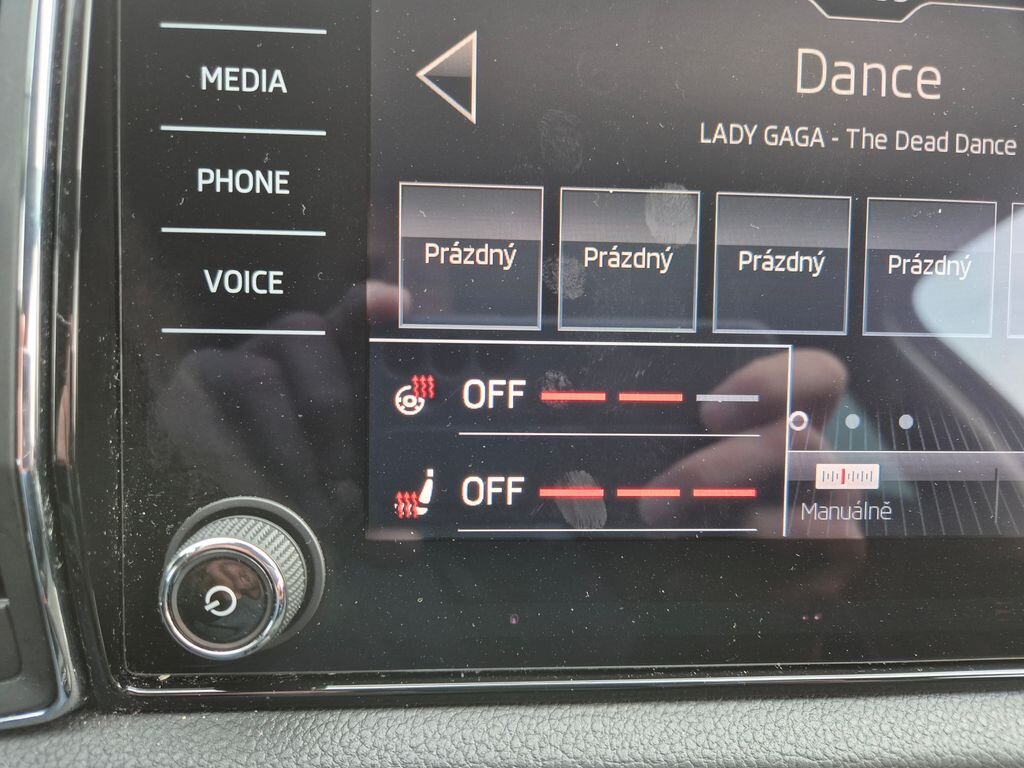 MEDIA
PHONE
VOICE
Dance
LADY GAGA - The Dead Dance
Prázdný
Prázdný
Prázdný
Prázdný
OFF
OFF
Manuálně